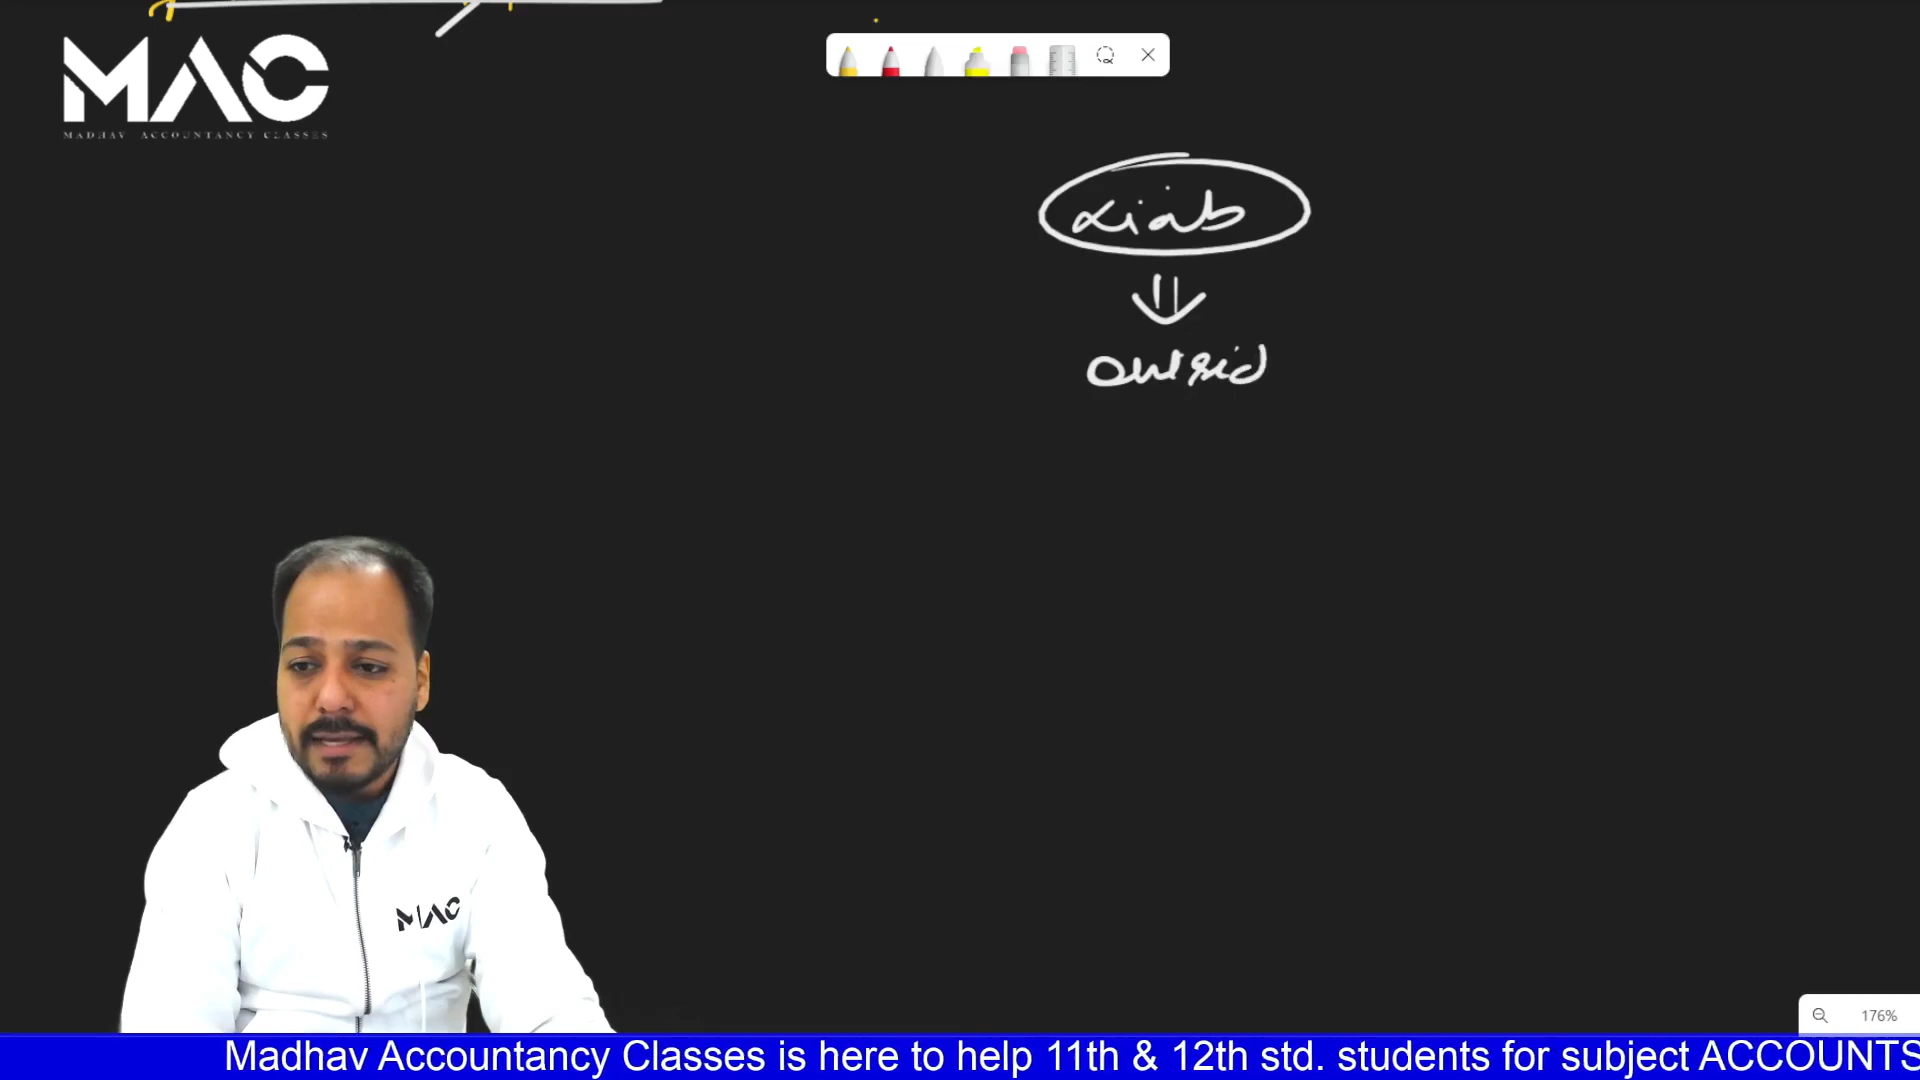 MAC
MADHAV ACCOUNTANCY CLASSES
Liab
outsid
MAC
176%
Madhav Accountancy Classes is here to help 11th & 12th std. students for subject ACCOUNTS